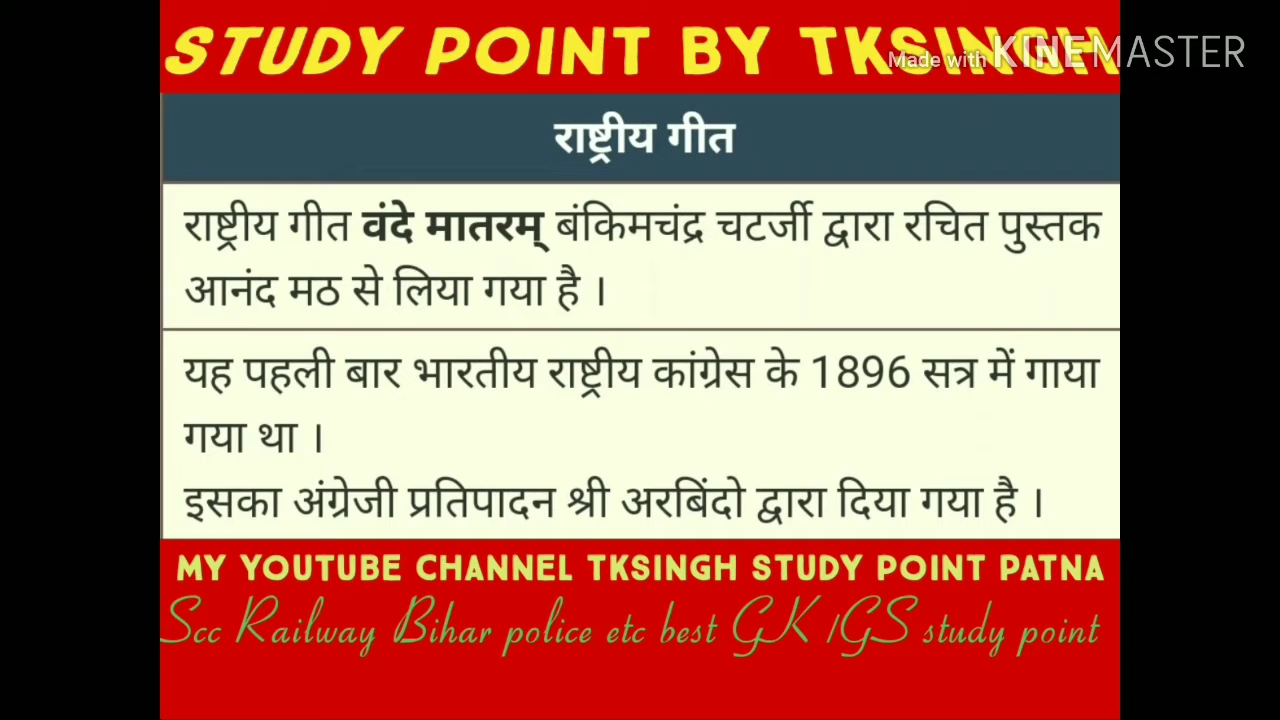 STUDY POINT BY TKSINGH
Made with KINEMASTER
राष्ट्रीय गीत
राष्ट्रीय गीत वंदे मातरम् बंकिमचंद्र चटर्जी द्वारा रचित पुस्तक
आनंद मठ से लिया गया है ।
यह पहली बार भारतीय राष्ट्रीय कांग्रेस के 1896 सत्र में गाया
गया था ।
इसका अंग्रेजी प्रतिपादन श्री अरबिंदो द्वारा दिया गया है ।
MY YOUTUBE CHANNEL TKSINGH STUDY POINT PATNA
Scc Railway Bihar police etc best GK /GS study point